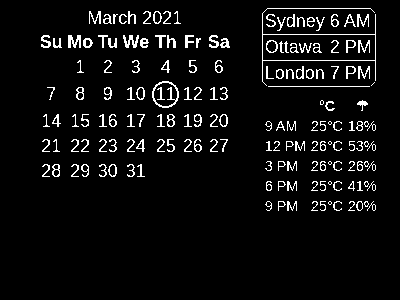 March 2021
Su Mo Tu We Th Fr Sa
1 2 3 4 5 6
7 8 9 10 11 12 13
14 15 16 17 18 19 20
21 22 23 24 25 26 27
28 29 30 31
Sydney 6 AM
Ottawa 2 PM
London 7 PM
°C ☂
9 AM 25°C 18%
12 PM 26°C 53%
3 PM 26°C 26%
6 PM 25°C 41%
9 PM 25°C 20%